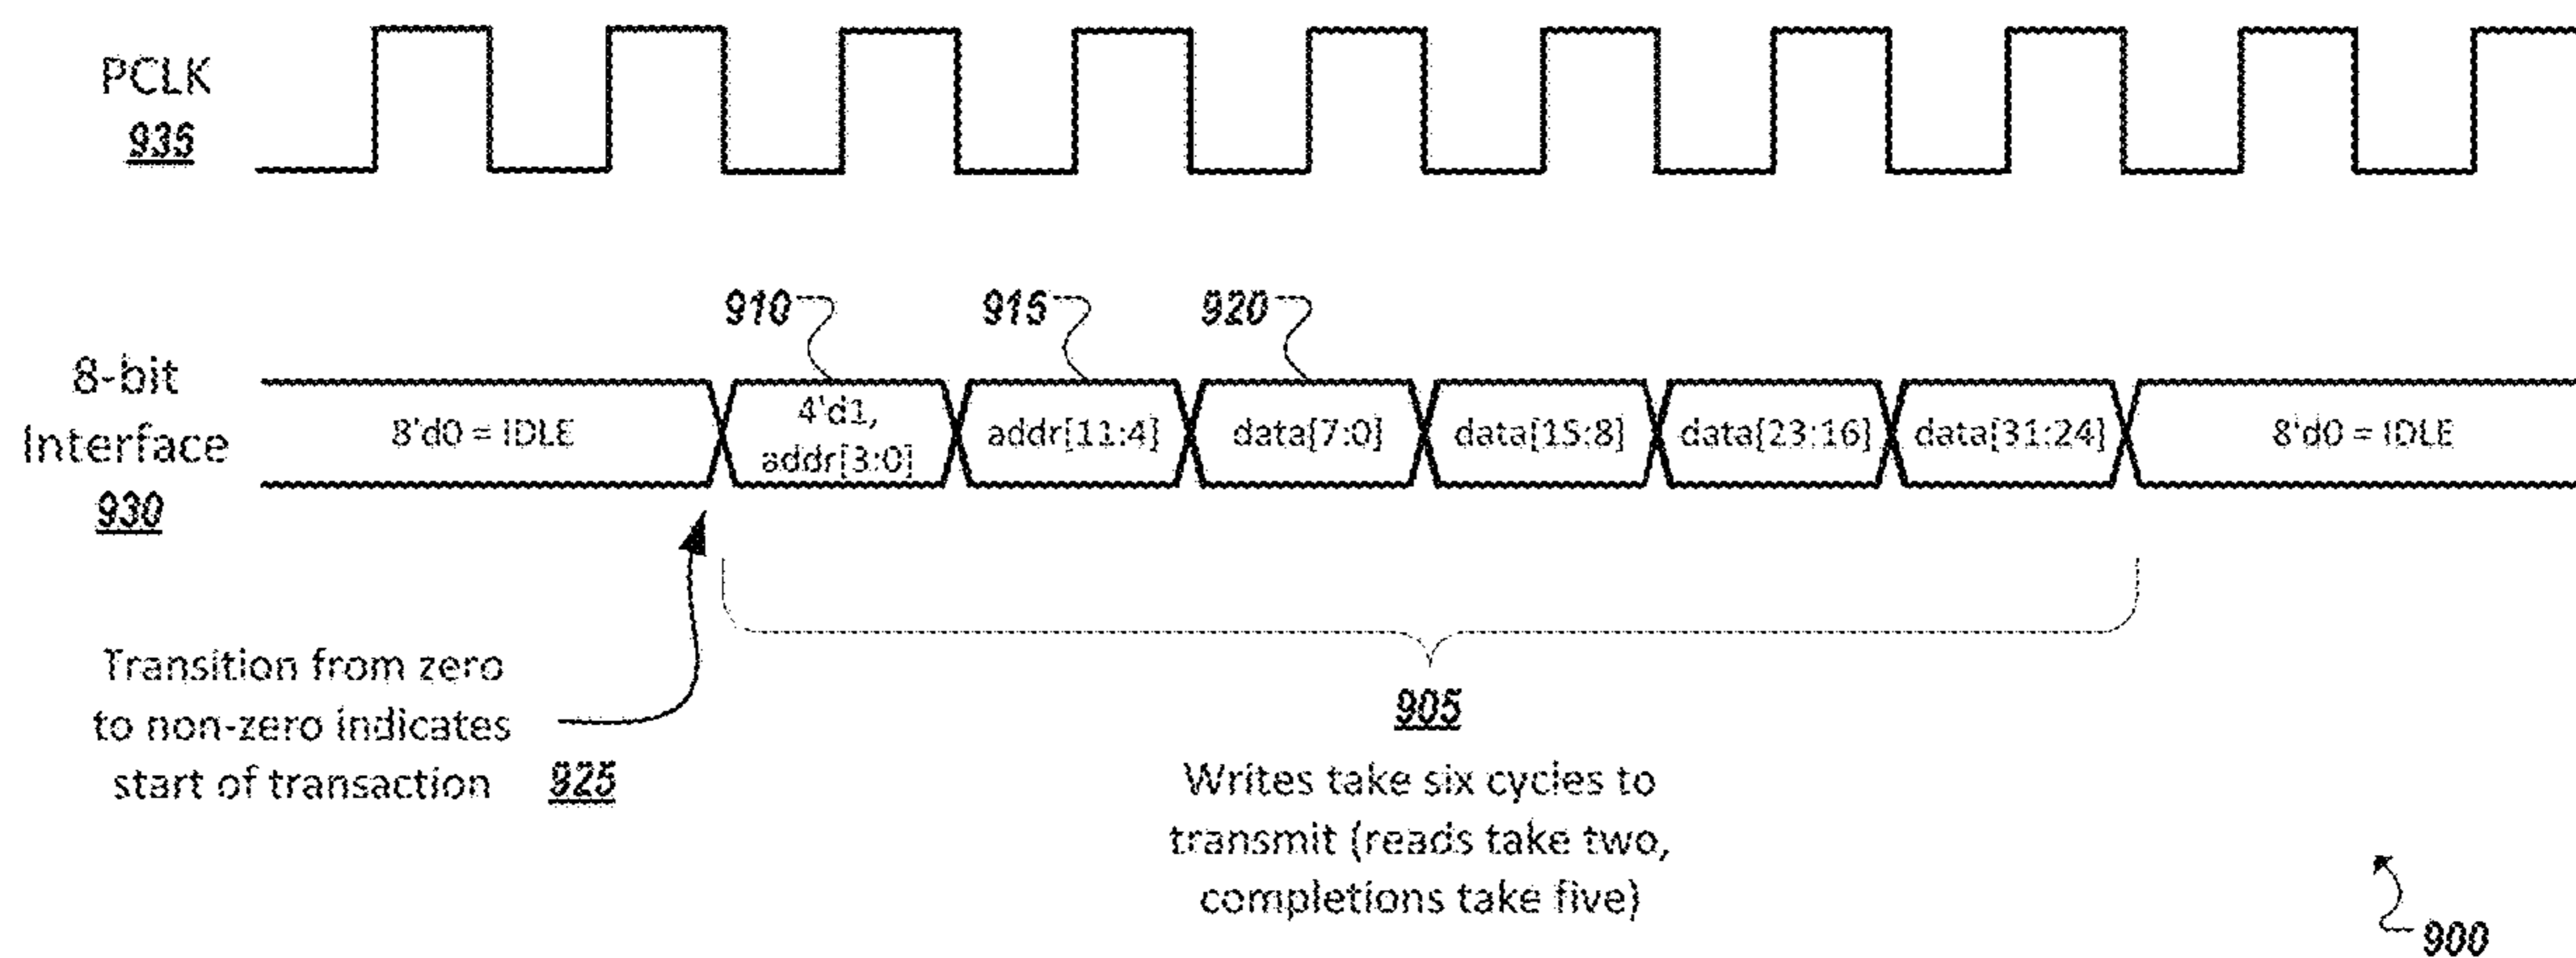 PCLK
935
910
915
920
8-bit
Interface
930
8'd0 = IDLE
4'd1,
addr[3:0]
addr[11:4]
data[7:0]
data[15:8]
data[23:16]
data[31:24]
8'd0 = IDLE
Transition from zero
to non-zero indicates
start of transaction
925
905
Writes take six cycles to
transmit (reads take two,
completions take five)
900